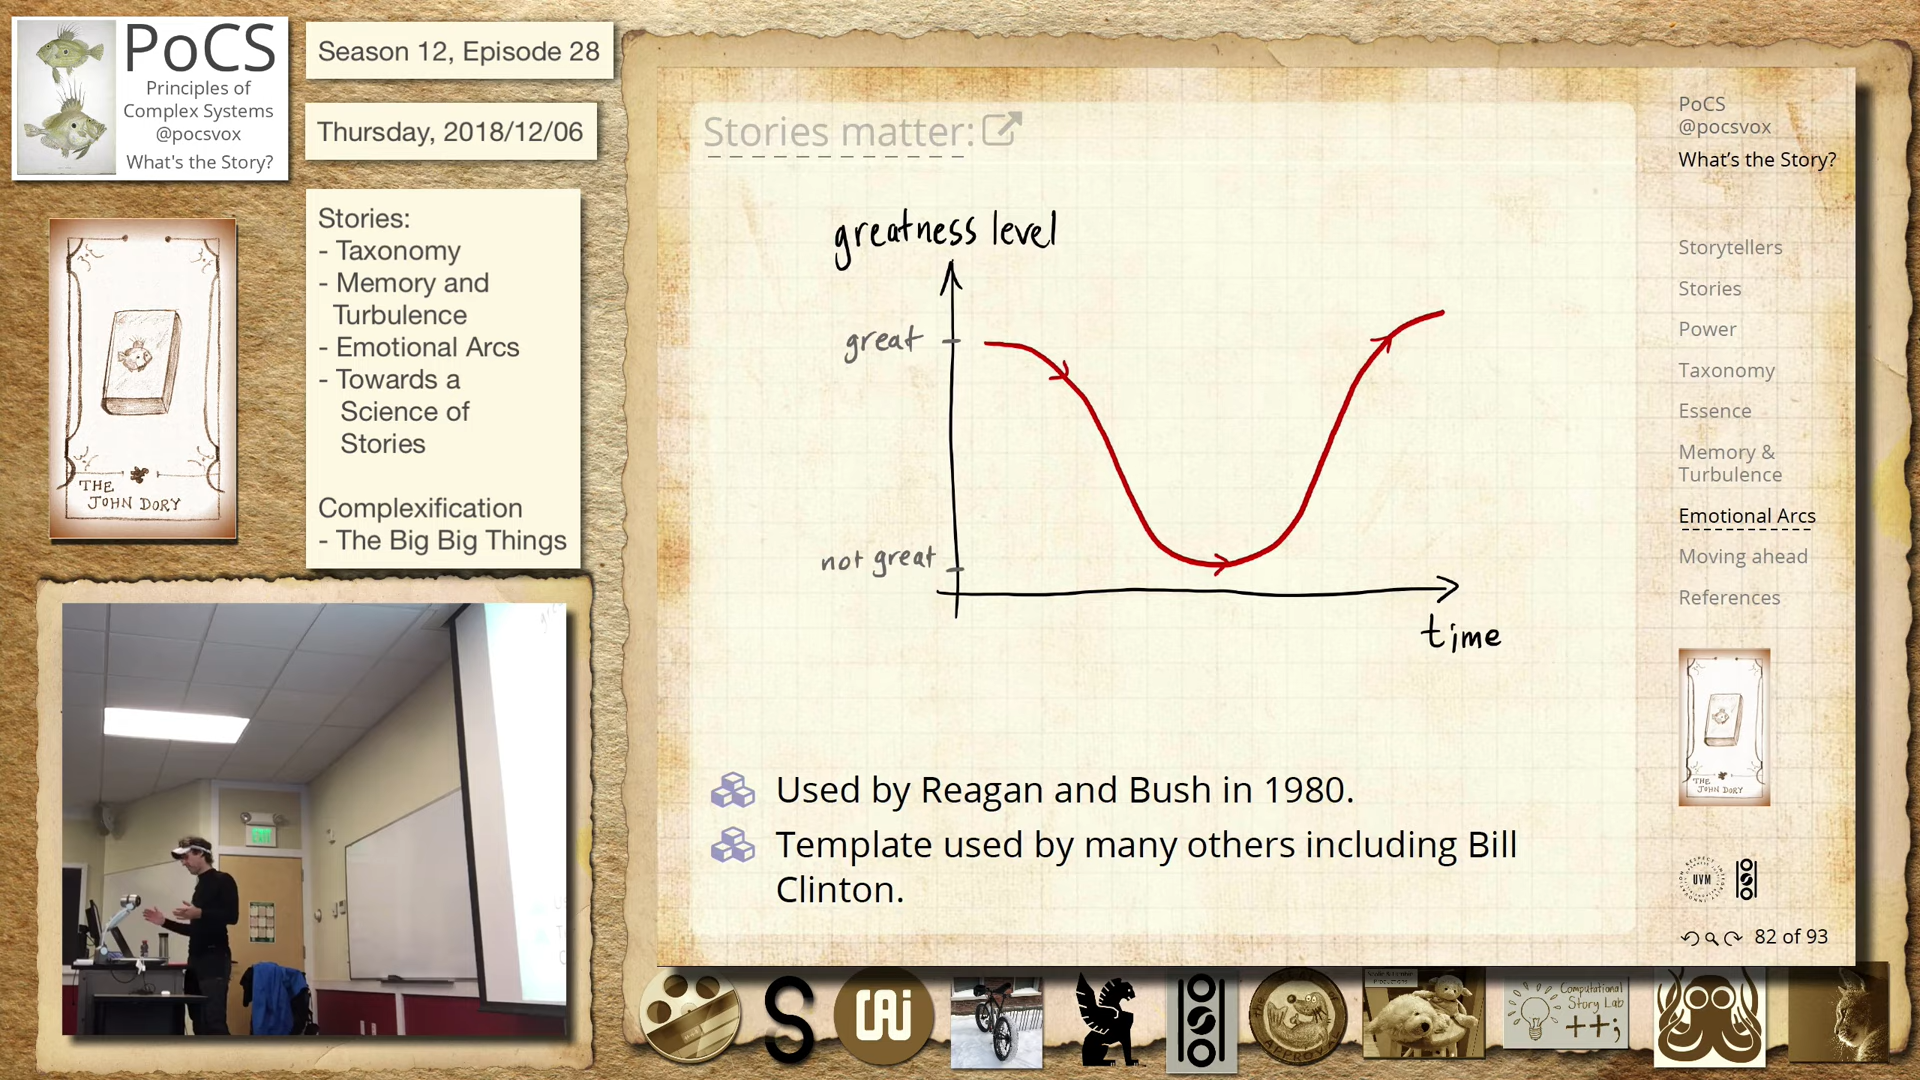 PoCS
Principles of
Complex Systems
@pocsvox
What's the Story?
Season 12, Episode 28
Thursday, 2018/12/06
Stories:
- Taxonomy
- Memory and
Turbulence
- Emotional Arcs
- Towards a
Science of
Stories
Complexification
- The Big Big Things
THE
JOHN DORY
EXIT
Stories matter:
greatness level
great
not great
time
Used by Reagan and Bush in 1980.
Template used by many others including Bill
Clinton.
PoCS
@pocsvox
What's the Story?
Storytellers
Stories
Power
Taxonomy
Essence
Memory &
Turbulence
Emotional Arcs
Moving ahead
References
THE
JOHN DORY
UVM
82 of 93
Computational
Story Lab
++;